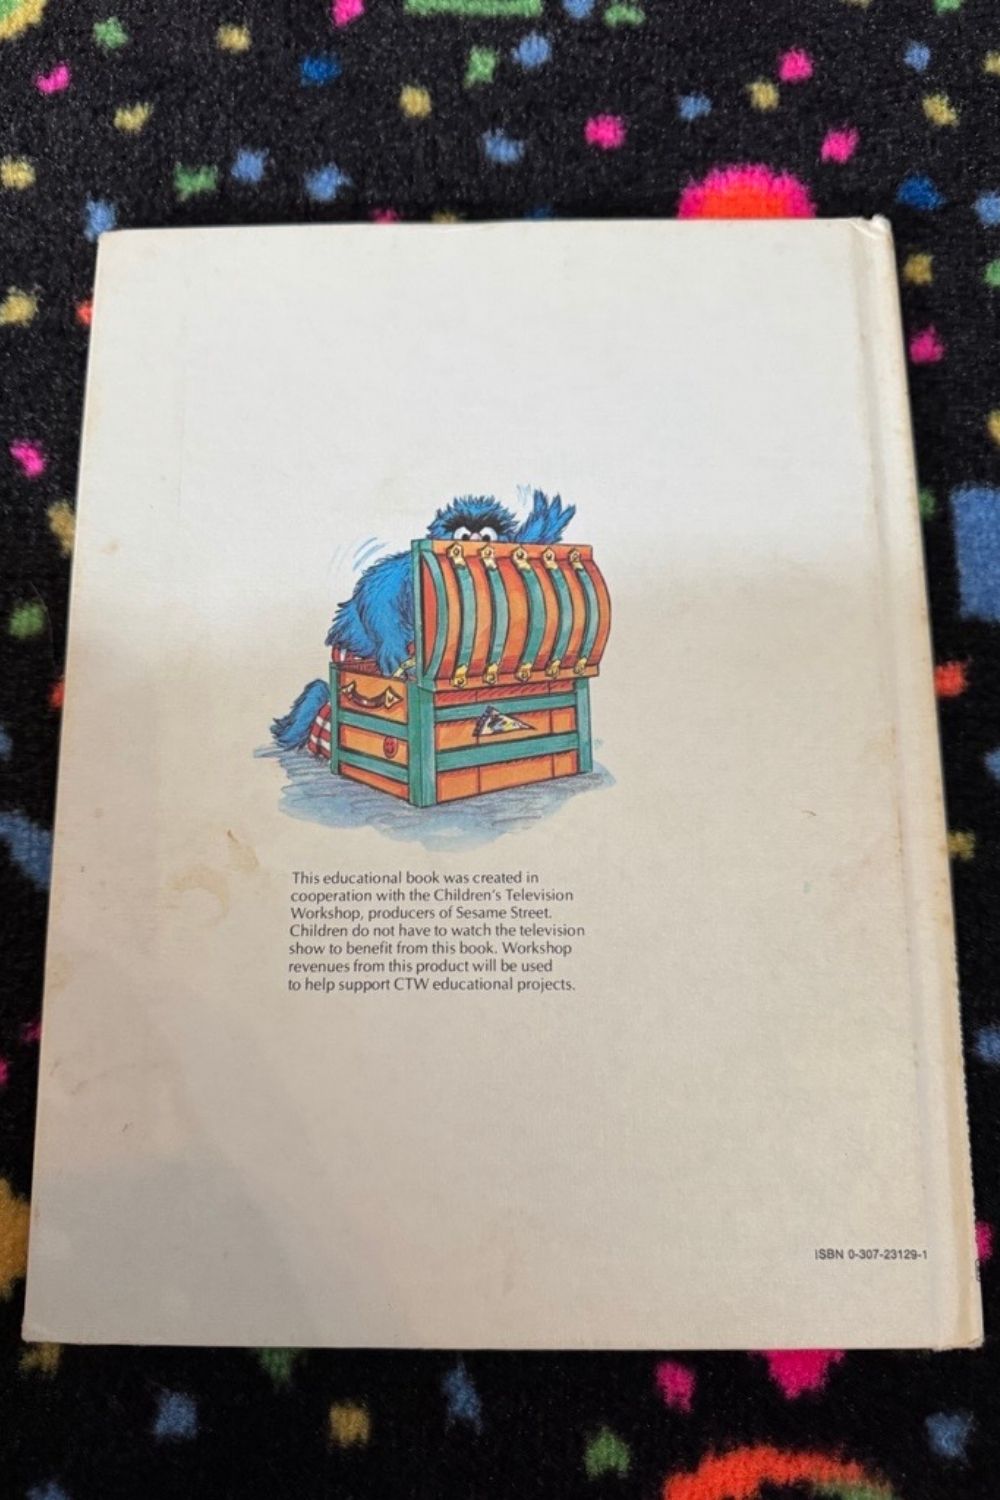 This educational book was created in
cooperation with the Children's Television
Workshop, producers of Sesame Street.
Children do not have to watch the television
show to benefit from this book. Workshop
revenues from this product will be used
to help support CTW educational projects.
ISBN 0-307-23129-1